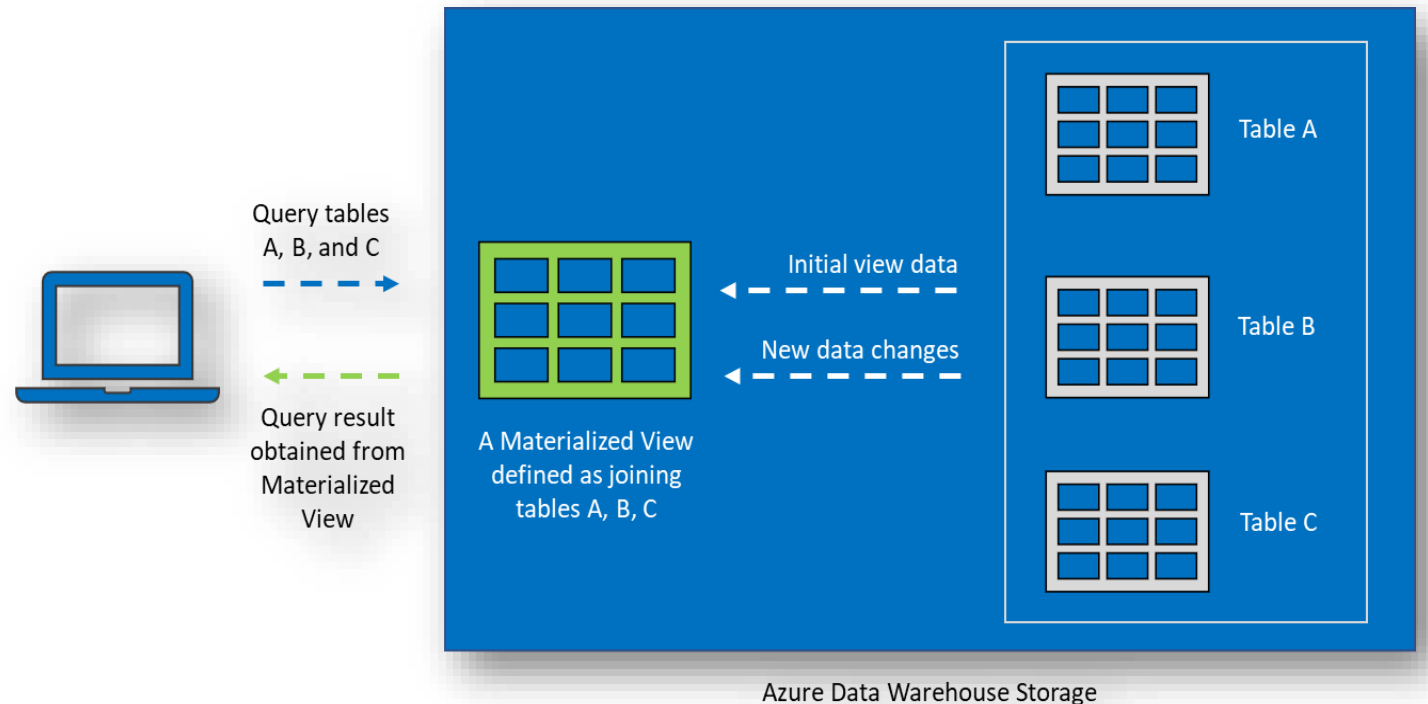 Query tables
A, B, and C
Query result
obtained from
Materialized
View
A Materialized View
defined as joining
tables A, B, C
Initial view data
New data changes
Table A
Table B
Table C
Azure Data Warehouse Storage